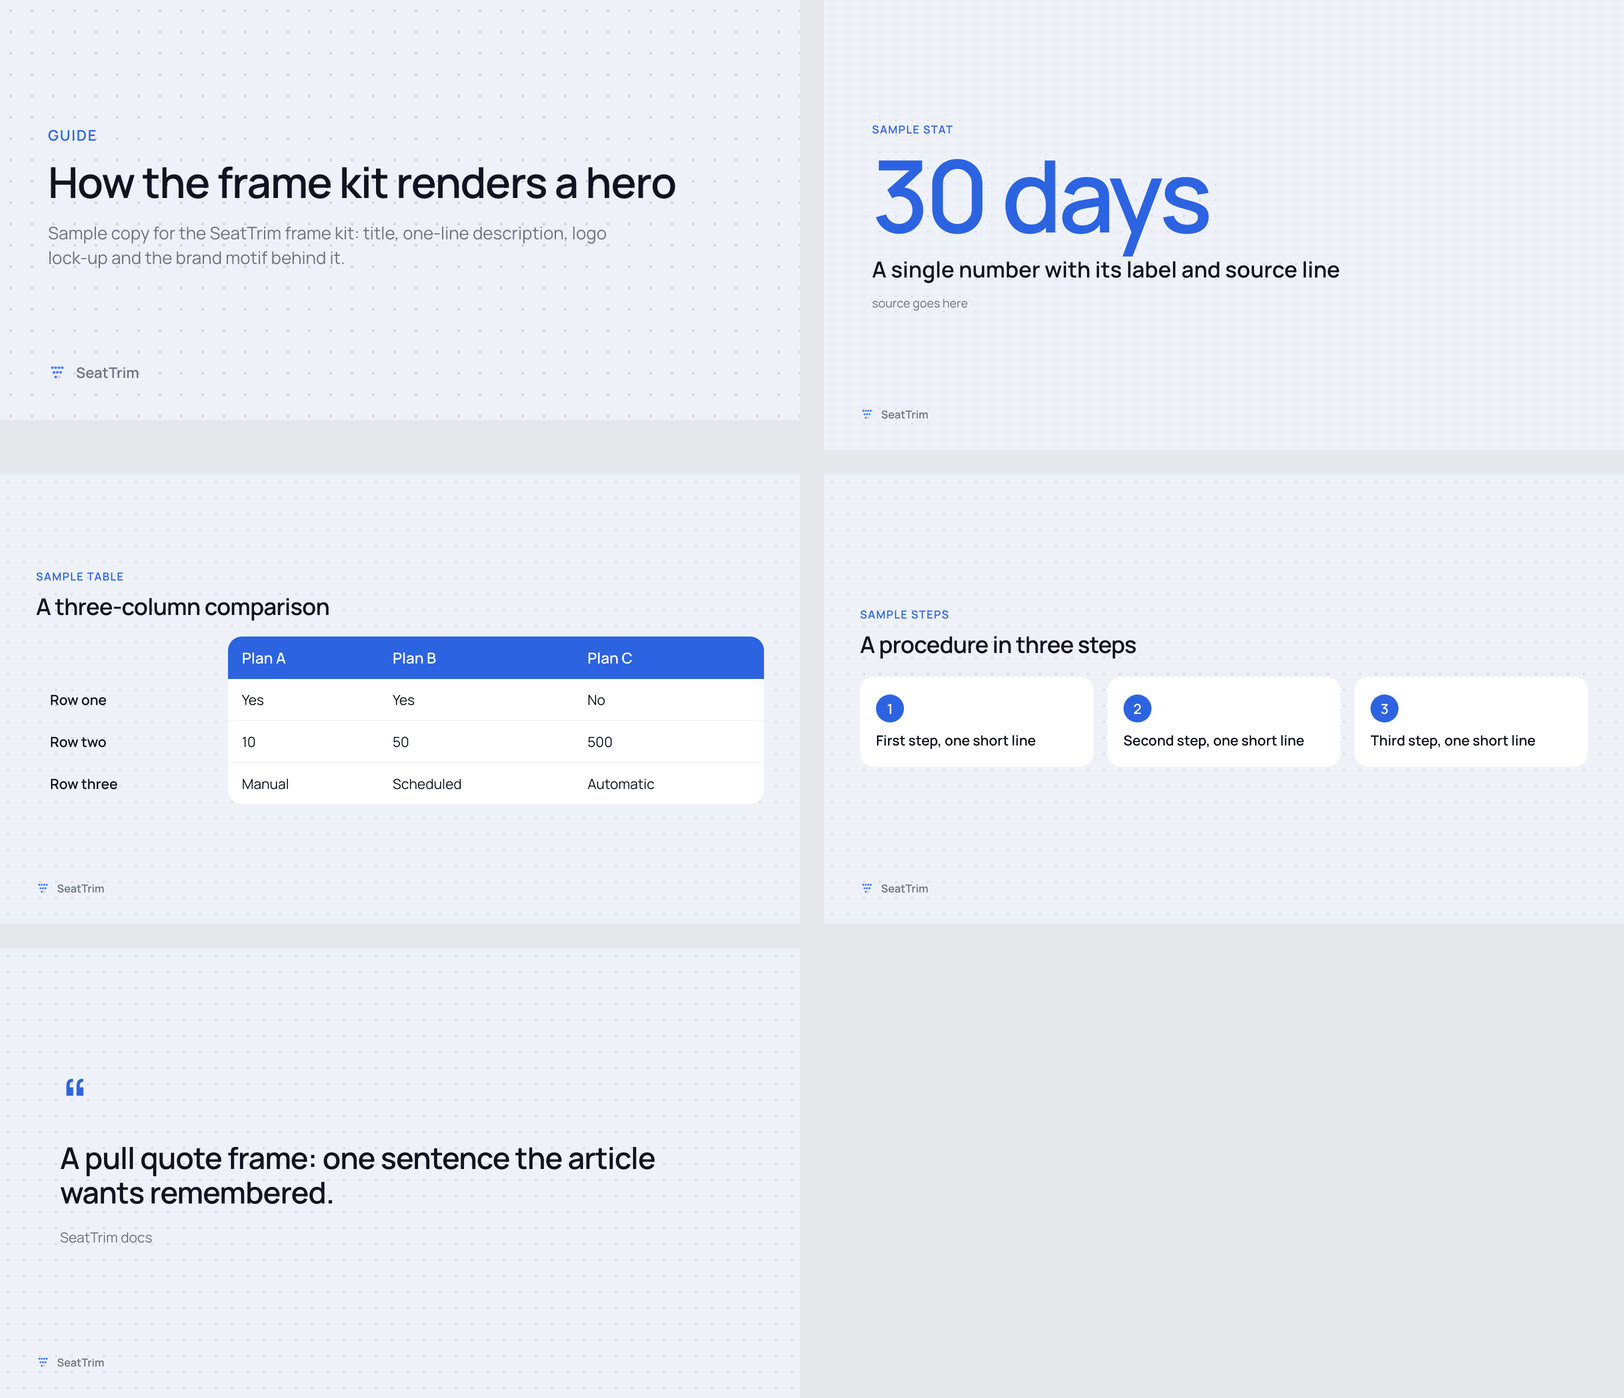 GUIDE
How the frame kit renders a hero
Sample copy for the SeatTrim frame kit: title, one-line description, logo
lock-up and the brand motif behind it.
SeatTrim
SAMPLE STAT
30 days
A single number with its label and source line
source goes here
SeatTrim
SAMPLE TABLE
A three-column comparison
Plan A Plan B Plan C
Row one Yes Yes No
Row two 10 50 500
Row three Manual Scheduled Automatic
SeatTrim
SAMPLE STEPS
A procedure in three steps
1 2 3
First step, one short line Second step, one short line Third step, one short line
SeatTrim
“
A pull quote frame: one sentence the article
wants remembered.
SeatTrim docs
SeatTrim